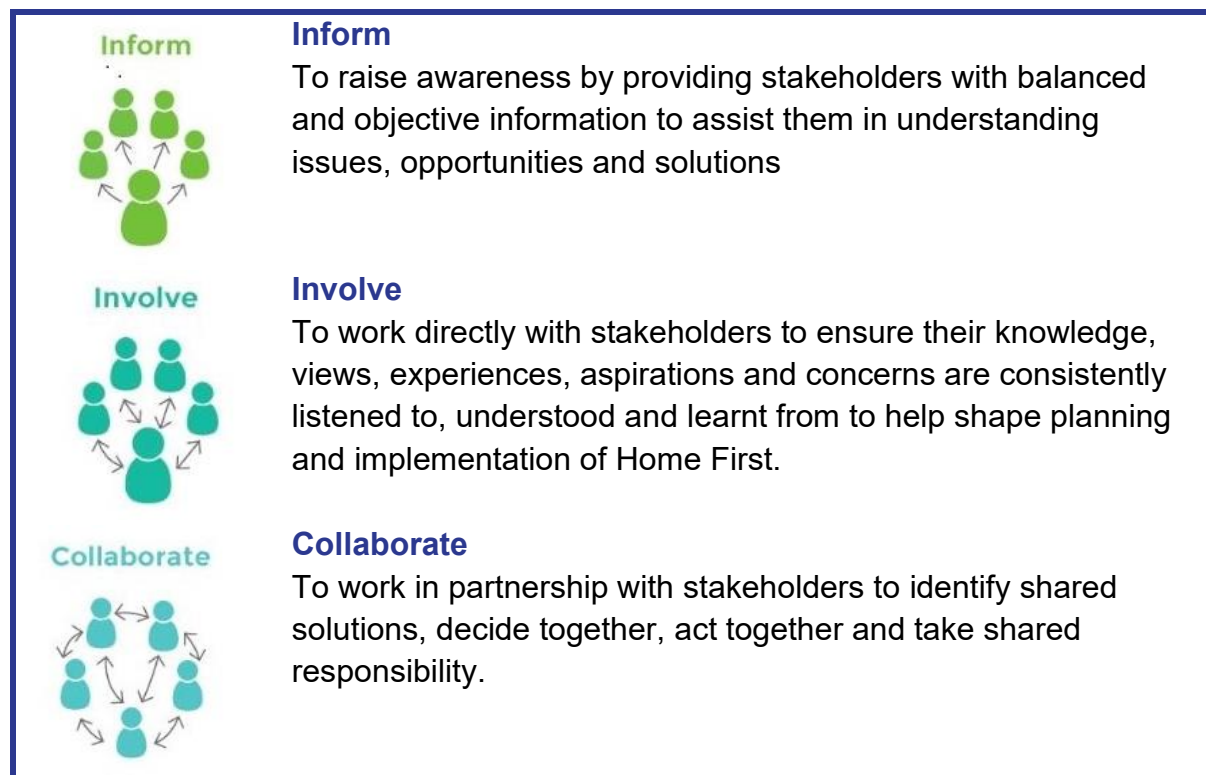 Inform
Inform
To raise awareness by providing stakeholders with balanced
and objective information to assist them in understanding
issues, opportunities and solutions
Involve
Involve
To work directly with stakeholders to ensure their knowledge,
views, experiences, aspirations and concerns are consistently
listened to, understood and learnt from to help shape planning
and implementation of Home First.
Collaborate
Collaborate
To work in partnership with stakeholders to identify shared
solutions, decide together, act together and take shared
responsibility.